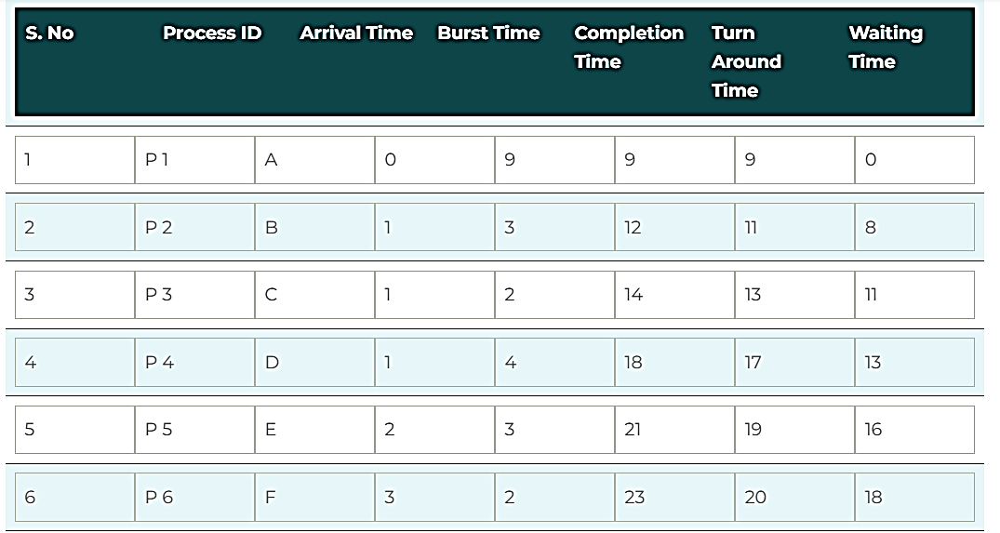 S. No Process ID Arrival Time Burst Time Completion Time Turn Around Time Waiting Time
1 P 1 A 0 9 9 9 0
2 P 2 B 1 3 12 11 8
3 P 3 C 1 2 14 13 11
4 P 4 D 1 4 18 17 13
5 P 5 E 2 3 21 19 16
6 P 6 F 3 2 23 20 18